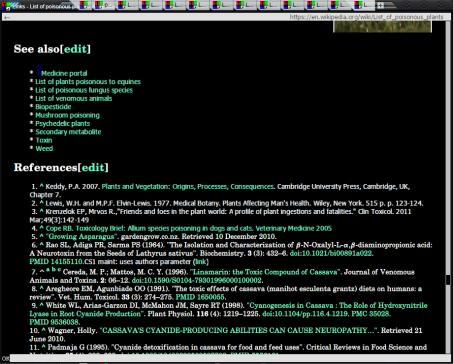 Links - List of poisonous p
https://en.wikipedia.org/wiki/List_of_poisonous_plants
See also[edit]
* Medicine portal
* List of plants poisonous to equines
* List of poisonous fungus species
* List of venomous animals
* Biopesticide
* Mushroom poisoning
* Psychedelic plants
* Secondary metabolite
* Toxin
* Weed
References[edit]
1. ^ Keddy, P.A. 2007. Plants and Vegetation: Origins, Processes, Consequences. Cambridge University Press, Cambridge, UK,
Chapter 7.
2. ^ Lewis, W.H. and M.P.F. Elvin-Lewis. 1977. Medical Botany. Plants Affecting Man's Health. Wiley, New York. 515 p. p. 123-124.
3. ^ Krenzelok EP, Mrvos R.,"Friends and foes in the plant world: A profile of plant ingestions and fatalities." Clin Toxicol. 2011
Mar;49(3):142-149
4. ^ Cope RB. Toxicology Brief: Allium species poisoning in dogs and cats. Veterinary Medicine 2005
5. ^ "Growing Asparagus". gardengrow.co.nz. Retrieved 10 December 2010.
6. ^ Rao SL, Adiga PR, Sarma PS (1964). "The Isolation and Characterization of β-N-Oxalyl-L-α,β-diaminopropionic acid:
A Neurotoxin from the Seeds of Lathyrus sativus". Biochemistry. 3 (3): 432–6. doi:10.1021/bi00891a022.
PMID 14155110.CS1 maint: uses authors parameter (link)
7. ^ a b c Cereda, M. P.; Mattos, M. C. Y. (1996). "Linamarin: the Toxic Compound of Cassava". Journal of Venomous
Animals and Toxins. 2: 06–12. doi:10.1590/S0104-79301996000100002.
8. ^ Aregheore EM, Agunbiade OO (1991). "The toxic effects of cassava (manihot esculenta grantz) diets on humans: a
review". Vet. Hum. Toxicol. 33 (3): 274–275. PMID 1650055.
9. ^ White WL, Arias-Garzon DI, McMahon JM, Sayre RT (1998). "Cyanogenesis in Cassava : The Role of Hydroxynitrile
Lyase in Root Cyanide Production". Plant Physiol. 116 (4): 1219–1225. doi:10.1104/pp.116.4.1219. PMC 35028.
PMID 9536038.
10. ^ Wagner, Holly. "CASSAVA'S CYANIDE-PRODUCING ABILITIES CAN CAUSE NEUROPATHY...". Retrieved 21
June 2010.
11. ^ Padmaja G (1995). "Cyanide detoxification in cassava for food and feed uses". Critical Reviews in Food Science and